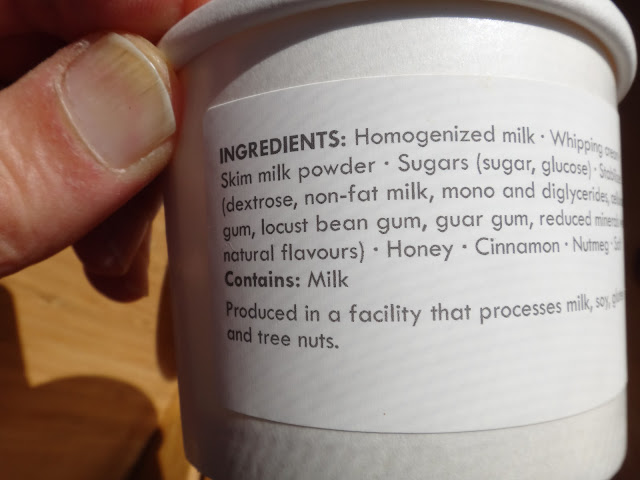 INGREDIENTS: Homogenized milk • Whipping cream
Skim milk powder • Sugars (sugar, glucose) •
(dextrose, non-fat milk, mono and diglycerides,
gum, locust bean gum, guar gum, reduced mineral
natural flavours) • Honey • Cinnamon • Nutmeg •
Contains: Milk
Produced in a facility that processes milk, soy,
and tree nuts.